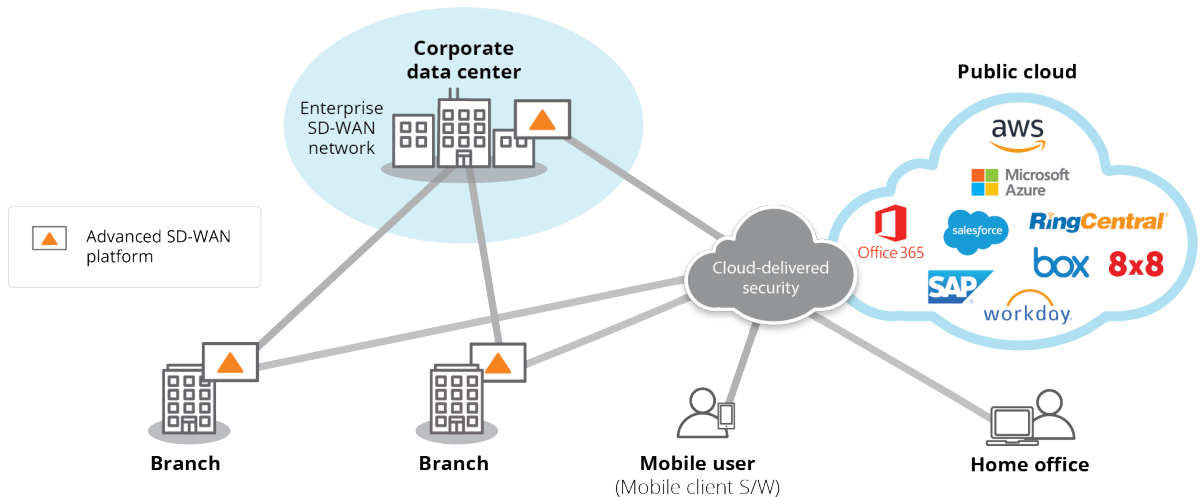 Corporate
data center
Enterprise
SD-WAN
network
Public cloud
aws
Microsoft
Azure
Office 365
salesforce
RingCentral®
box
8x8
SAP®
workday.
Advanced SD-WAN
platform
Cloud-delivered
security
Branch
Branch
Mobile user
(Mobile client S/W)
Home office